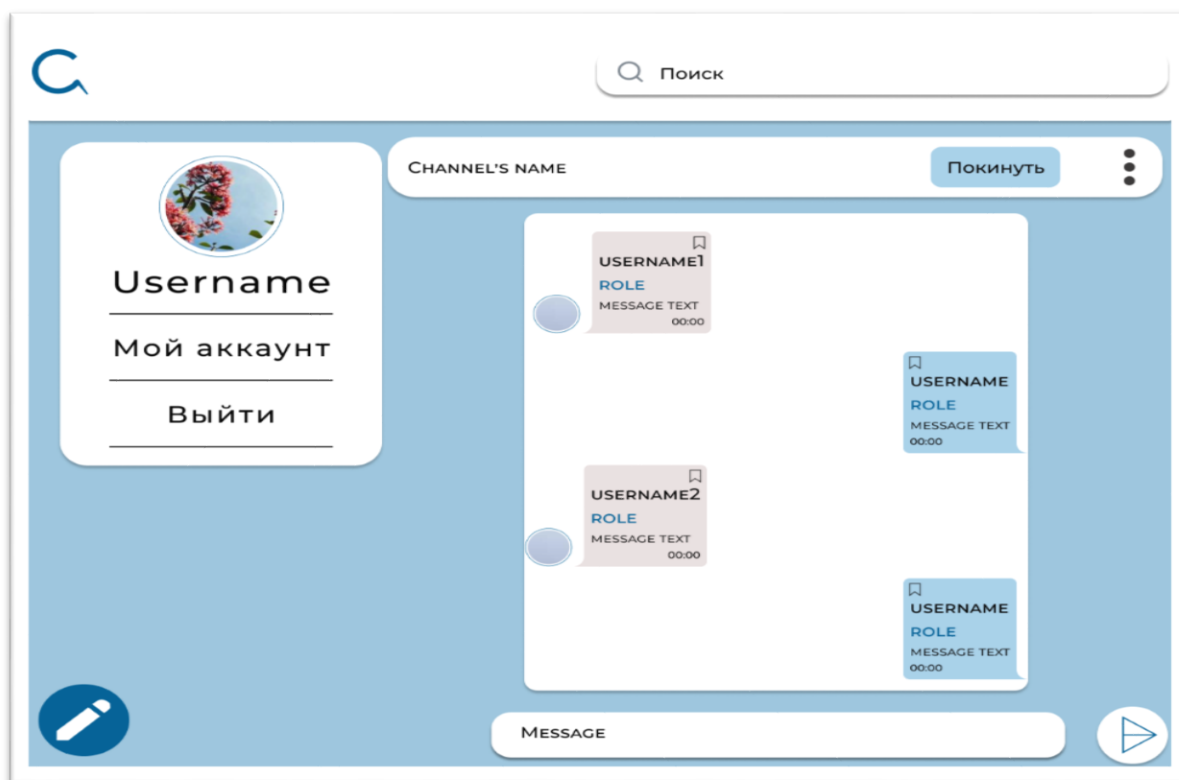 Поиск
Username
Мой аккаунт
Выйти
CHANNEL'S NAME
Покинуть
USERNAME1
ROLE
MESSAGE TEXT
00:00
USERNAME
ROLE
MESSAGE TEXT
00:00
USERNAME2
ROLE
MESSAGE TEXT
00:00
USERNAME
ROLE
MESSAGE TEXT
00:00
MESSAGE